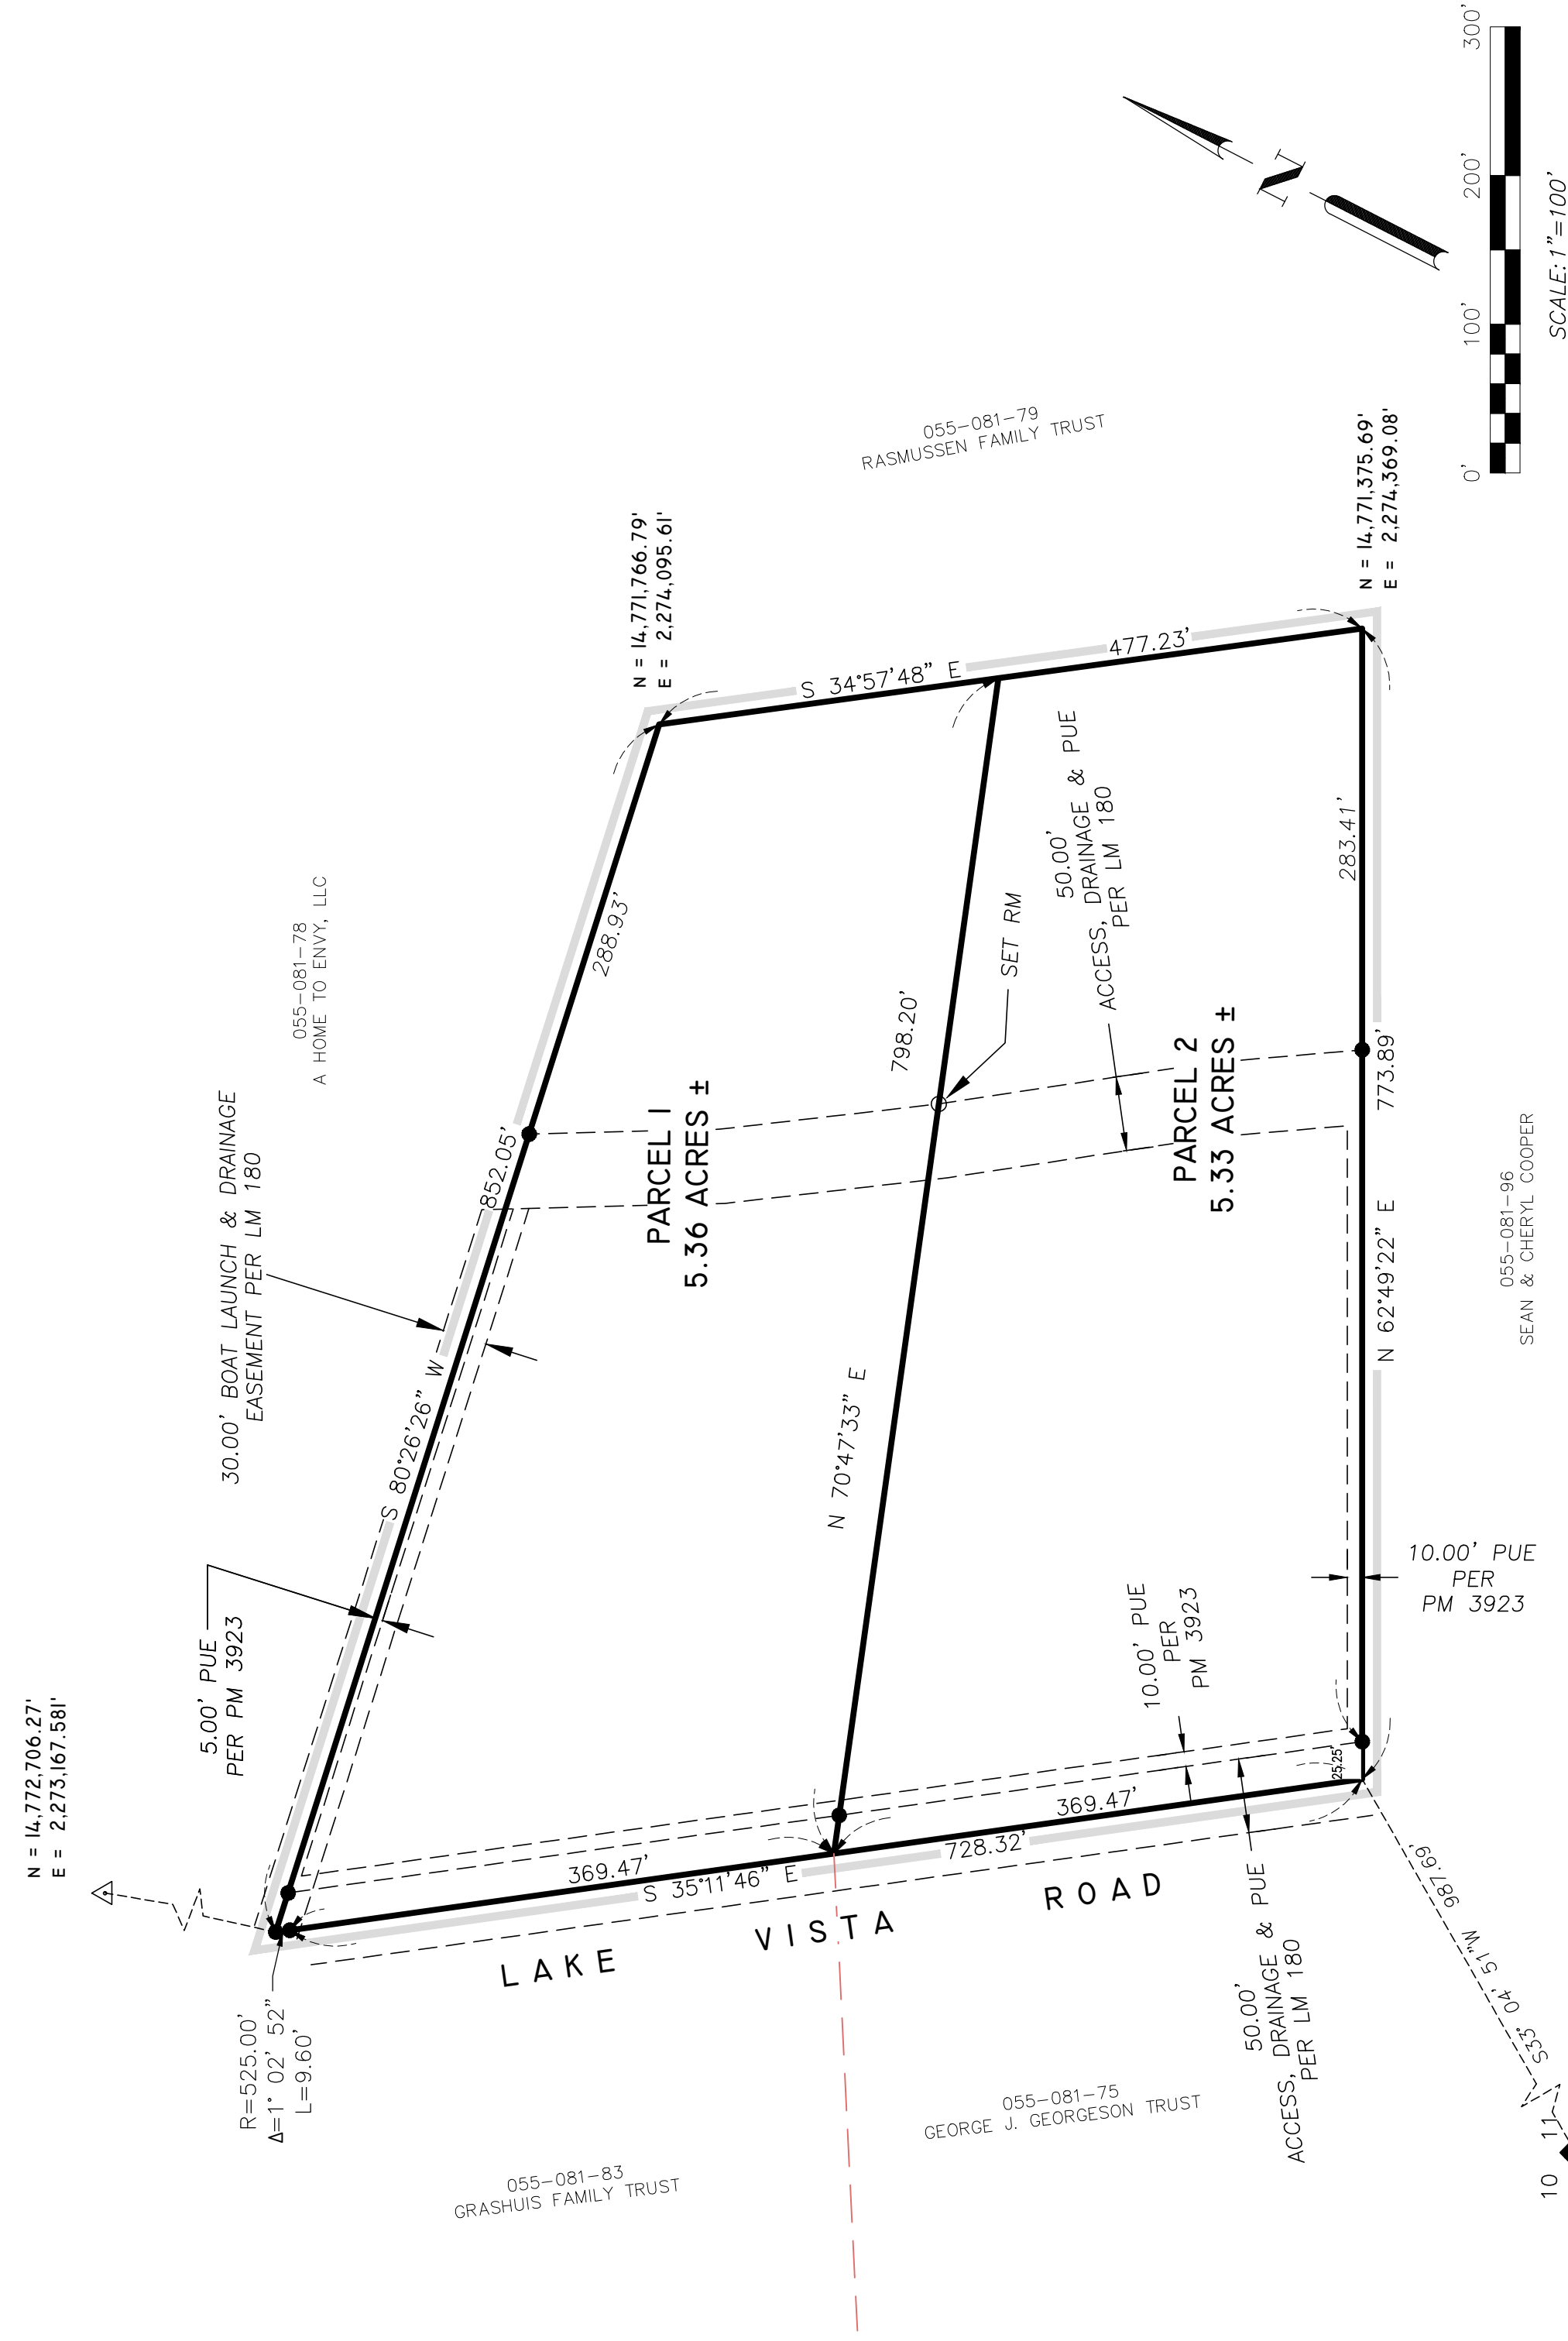 N = 14,772,706.27'
E = 2,273,167.581'
5.00' PUE
PER PM 3923
30.00' BOAT LAUNCH & DRAINAGE
EASEMENT PER LM 180
055-081-78
A HOME TO ENVY, LLC
S 80°26'26" W
852.05'
288.93'
N = 14,771,766.79'
E = 2,274,095.61'
S 34°57'48" E
477.23'
055-081-79
RASMUSSEN FAMILY TRUST
N
0'
100'
200'
300'
SCALE: 1"=100'
N = 14,771,375.69'
E = 2,274,369.08'
PARCEL 1
5.36 ACRES ±
N 70°47'33" E
798.20'
SET RM
50.00'
ACCESS, DRAINAGE & PUE
PER LM 180
PARCEL 2
5.33 ACRES ±
283.41'
773.89'
N 62°49'22" E
055-081-96
SEAN & CHERYL COOPER
10.00' PUE
PER
PM 3923
10.00' PUE
PER
PM 3923
25.25'
369.47'
369.47'
S 35°11'46" E
728.32'
LAKE VISTA ROAD
R=525.00'
Δ=1° 02' 52"
L=9.60'
055-081-83
GRASHUIS FAMILY TRUST
055-081-75
GEORGE J. GEORGESON TRUST
50.00'
ACCESS, DRAINAGE & PUE
PER LM 180
S33° 04' 51"W 987.69'
10 11